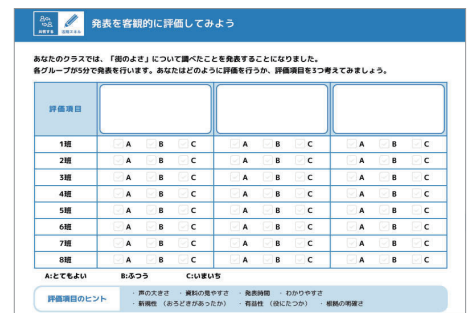 発表を客観的に評価してみよう
あなたのクラスでは、「街のよさ」について調べたことを発表することになりました。
各グループが5分で発表を行います。あなたはどのように評価を行うか、評価項目を3つ考えてみましょう。
評価項目
1班 A B C A B C A B C
2班 A B C A B C A B C
3班 A B C A B C A B C
4班 A B C A B C A B C
5班 A B C A B C A B C
6班 A B C A B C A B C
7班 A B C A B C A B C
8班 A B C A B C A B C
A:とてもよい B:ふつう C:いまいち
評価項目のヒント
・声の大きさ ・資料の見やすさ ・発表時間 ・わかりやすさ
・新規性（おどろきがあったか） ・有益性（役にたつか） ・根拠の明確さ